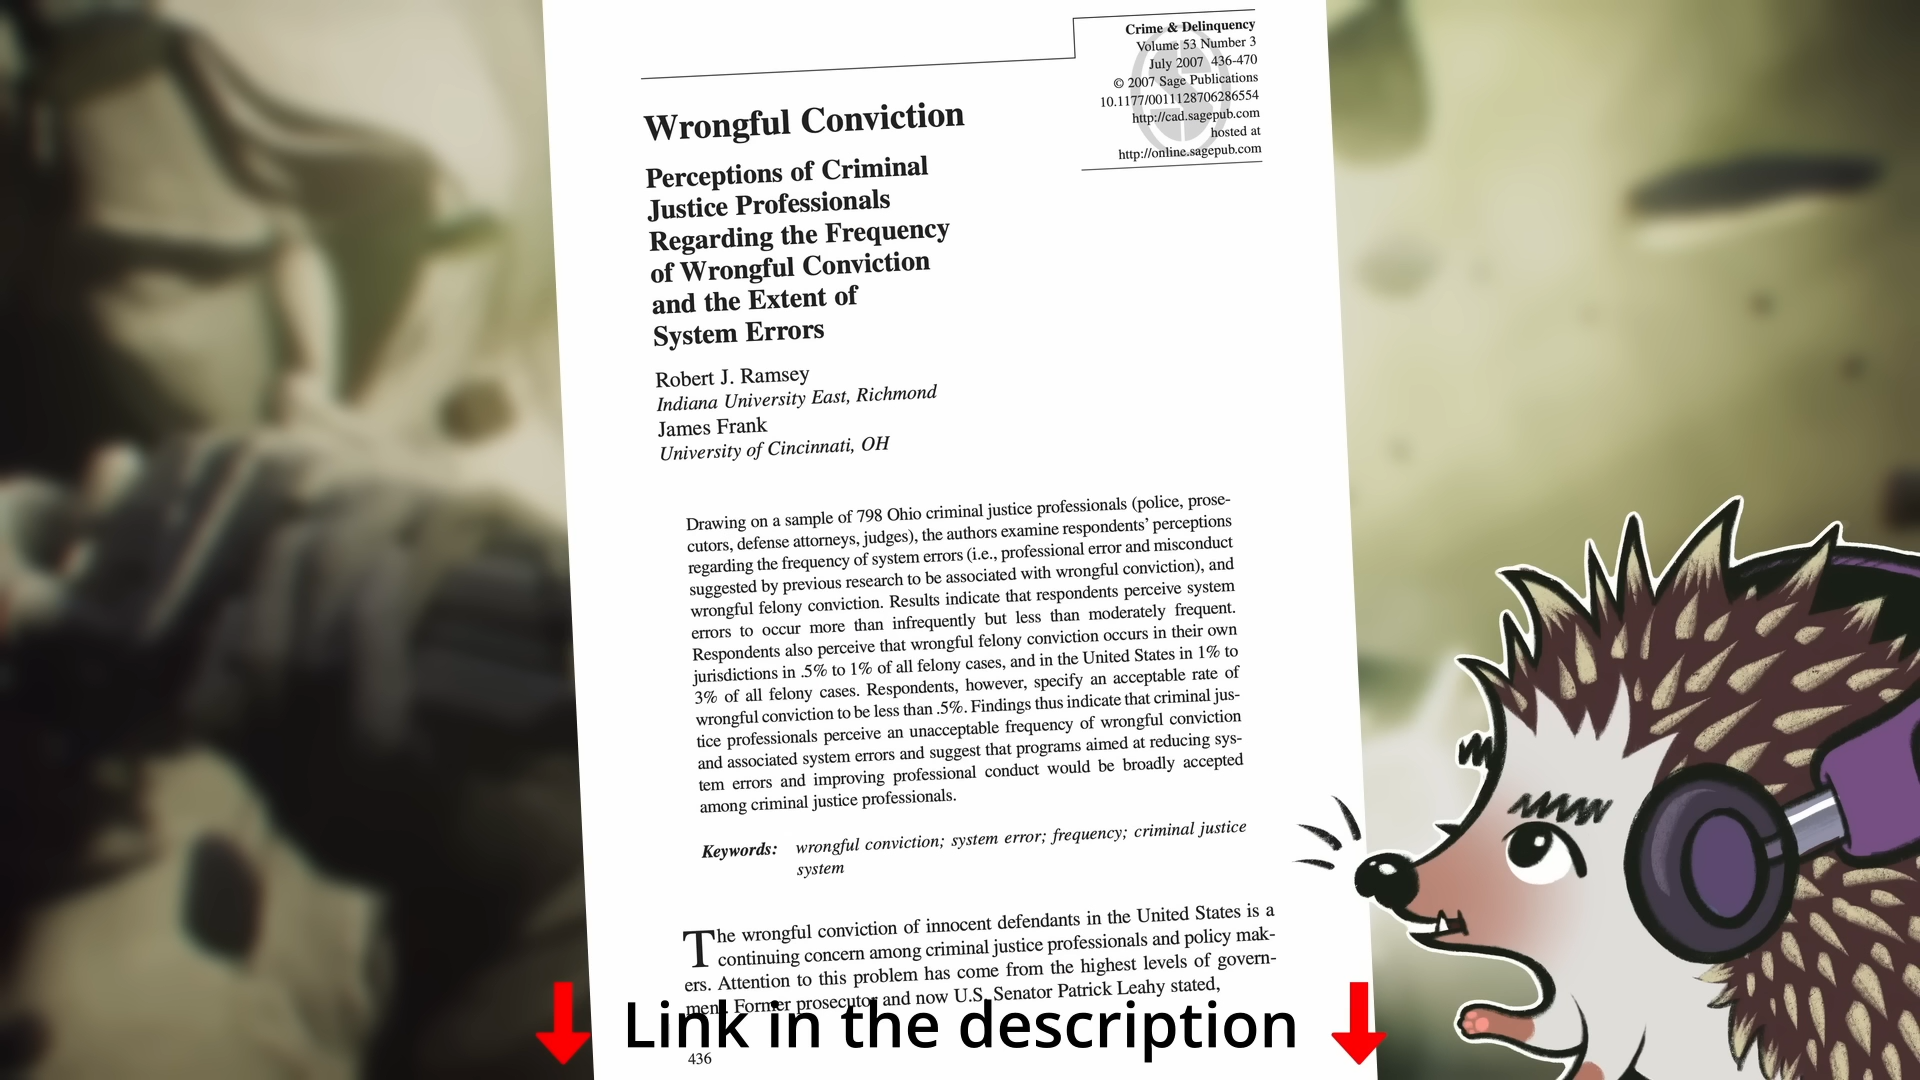 Crime & Delinquency
Volume 53 Number 3
July 2007 436-470
© 2007 Sage Publications
10.1177/0011128706286554
http://cad.sagepub.com
hosted at
http://online.sagepub.com
Wrongful Conviction
Perceptions of Criminal
Justice Professionals
Regarding the Frequency
of Wrongful Conviction
and the Extent of
System Errors
Robert J. Ramsey
Indiana University East, Richmond
James Frank
University of Cincinnati, OH
Drawing on a sample of 798 Ohio criminal justice professionals (police, prose-
cutors, defense attorneys, judges), the authors examine respondents' perceptions
regarding the frequency of system errors (i.e., professional error and misconduct
suggested by previous research to be associated with wrongful conviction), and
wrongful felony conviction. Results indicate that respondents perceive system
errors to occur more than infrequently but less than moderately frequent.
Respondents also perceive that wrongful felony conviction occurs in their own
jurisdictions in .5% to 1% of all felony cases, and in the United States in 1% to
3% of all felony cases. Respondents, however, specify an acceptable rate of
wrongful conviction to be less than .5%. Findings thus indicate that criminal jus-
tice professionals perceive an unacceptable frequency of wrongful conviction
and associated system errors and suggest that programs aimed at reducing sys-
tem errors and improving professional conduct would be broadly accepted
among criminal justice professionals.
Keywords: wrongful conviction; system error; frequency; criminal justice
system
The wrongful conviction of innocent defendants in the United States is a
continuing concern among criminal justice professionals and policy mak-
ers. Attention to this problem has come from the highest levels of govern-
ment. Former prosecutor and now U.S. Senator Patrick Leahy stated,
Link in the description
436